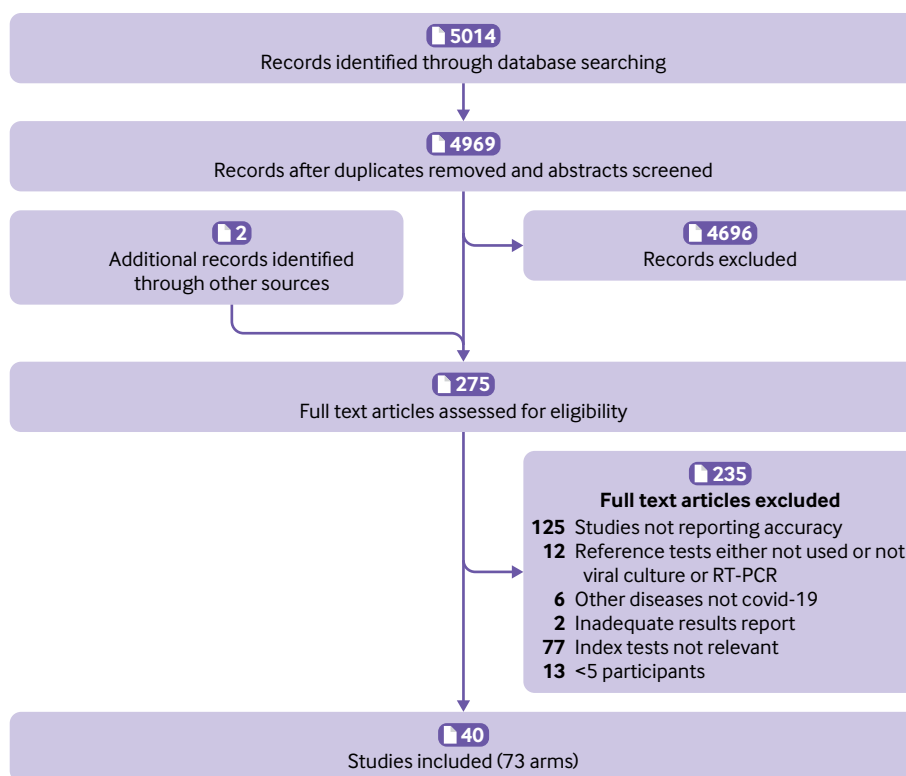 5014
Records identified through database searching
4969
Records after duplicates removed and abstracts screened
2
Additional records identified
through other sources
4696
Records excluded
275
Full text articles assessed for eligibility
235
Full text articles excluded
125 Studies not reporting accuracy
12 Reference tests either not used or not
viral culture or RT-PCR
6 Other diseases not covid-19
2 Inadequate results report
77 Index tests not relevant
13 <5 participants
40
Studies included (73 arms)